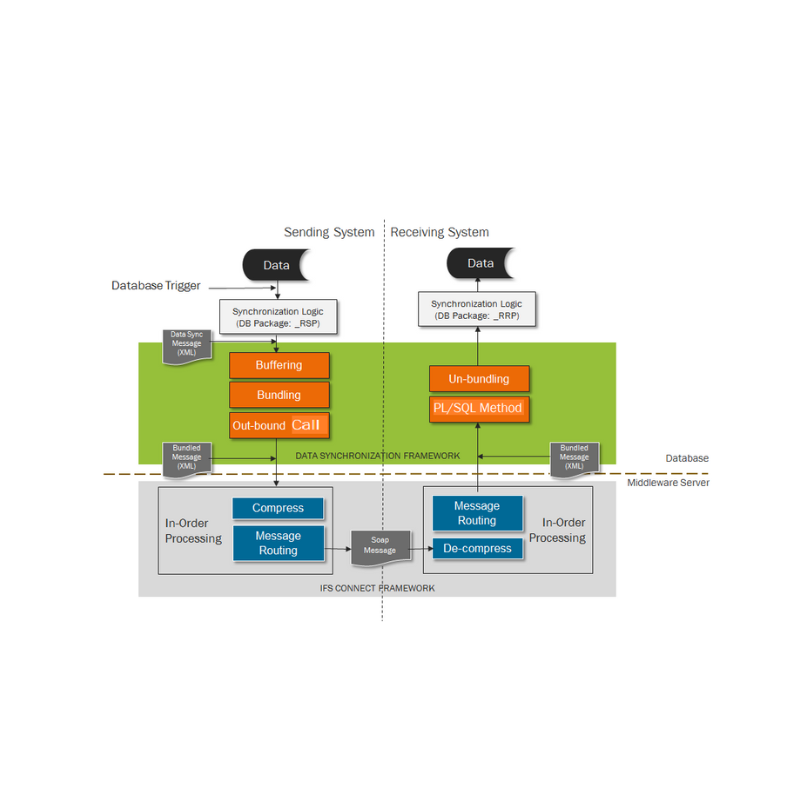 Sending System
Receiving System
Data
Data
Database Trigger
Synchronization Logic
(DB Package: _RSP)
Synchronization Logic
(DB Package: _RRP)
Data Sync
Message
(XML)
Buffering
Bundling
Out-bound Call
Un-bundling
PL/SQL Method
Bundled
Message
(XML)
DATA SYNCHRONIZATION FRAMEWORK
Bundled
Message
(XML)
Database
Middleware Server
In-Order
Processing
Compress
Message
Routing
Soap
Message
Message
Routing
De-compress
In-Order
Processing
IFS CONNECT FRAMEWORK